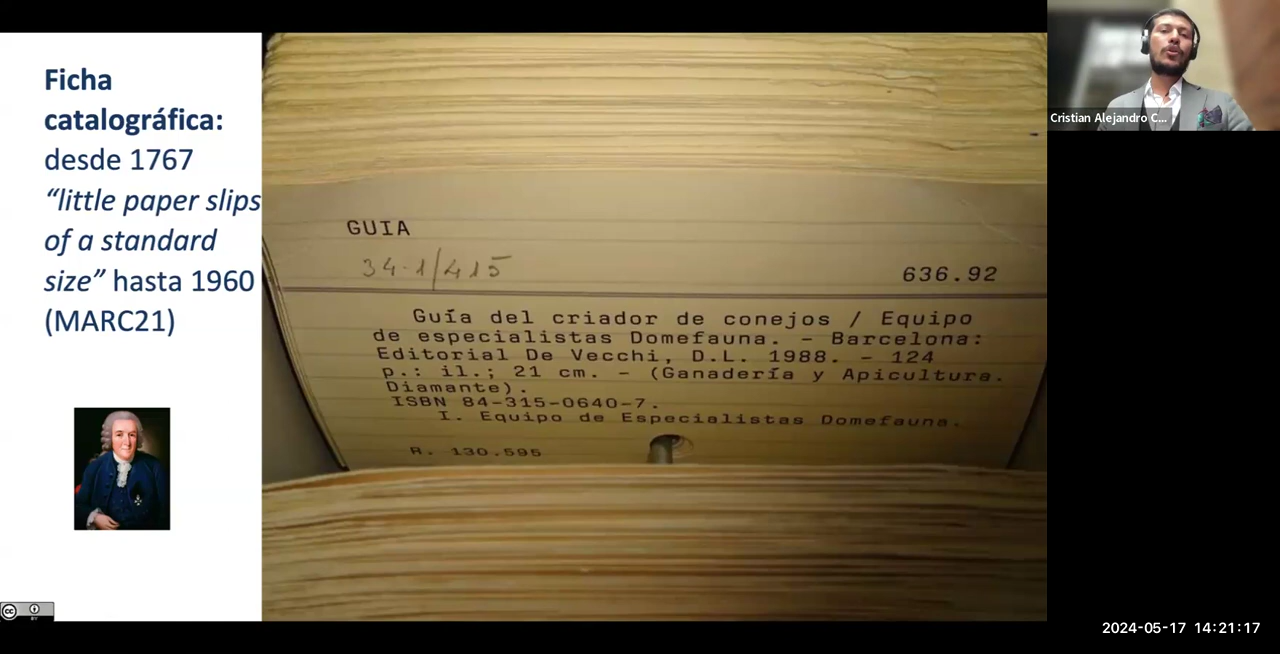 Ficha
catalográfica:
desde 1767
“little paper slips
of a standard
size” hasta 1960
(MARC21)
GUIA
34-1/415
636.92
Guía del criador de conejos / Equipo
de especialistas Domefauna. - Barcelona:
Editorial De Vecchi, D.L. 1988. - 124
p.: il.; 21 cm. - (Ganadería y Apicultura.
Diamante).
ISBN 84-315-0640-7.
I. Equipo de Especialistas Domefauna.
R. 130.595
cc
BY
Cristian Alejandro C...
2024-05-17 14:21:17